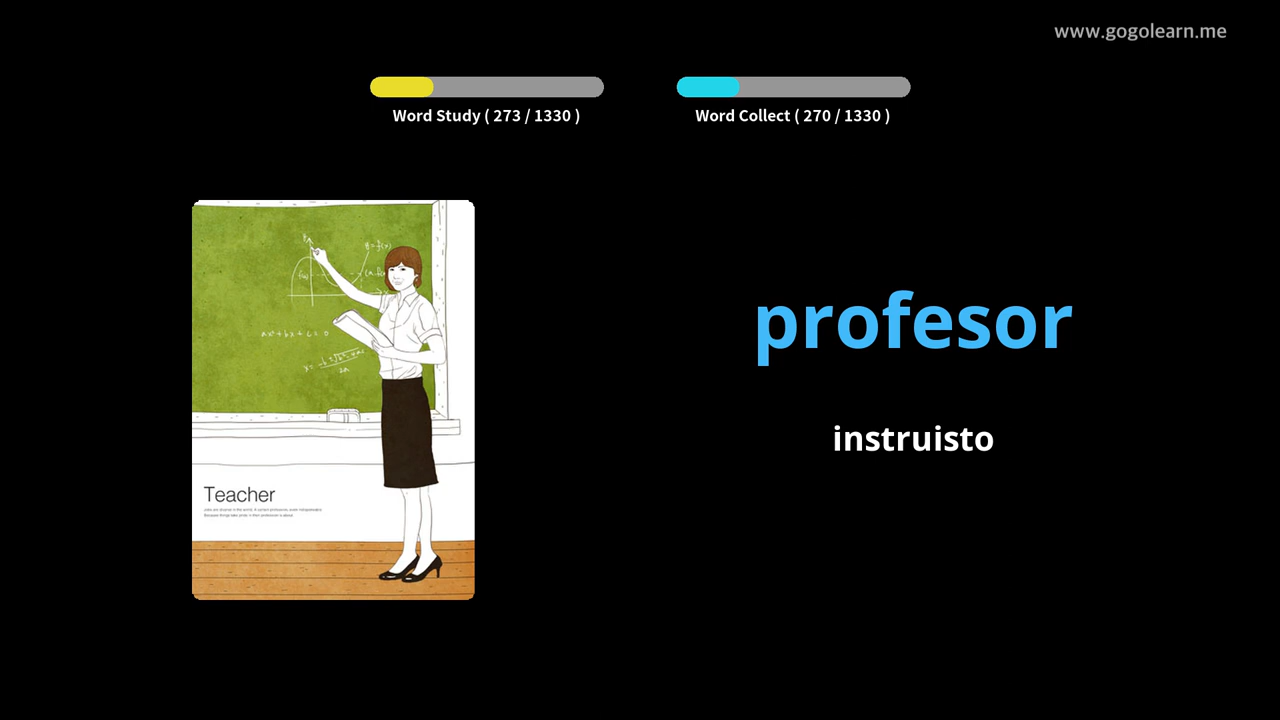 www.gogolearn.me
Word Study ( 273 / 1330 )
Word Collect ( 270 / 1330 )
profesor
instruisto
Teacher